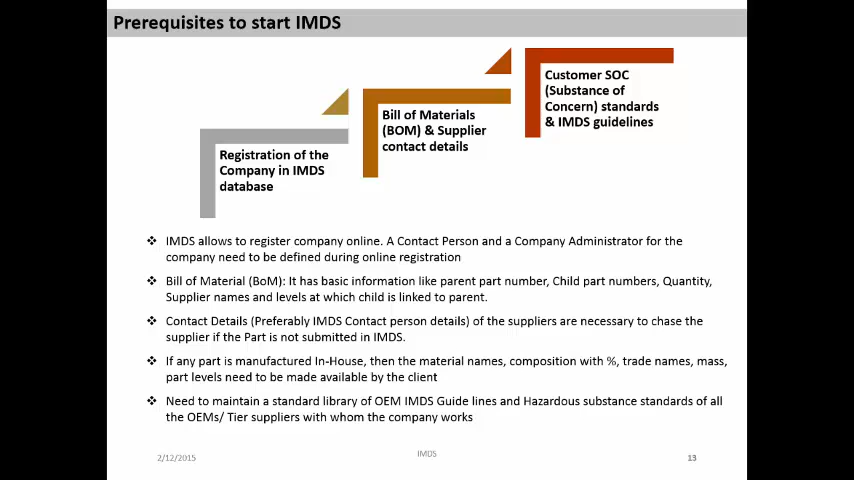 Prerequisites to start IMDS
Customer SOC
(Substance of
Concern) standards
& IMDS guidelines
Bill of Materials
(BOM) & Supplier
contact details
Registration of the
Company in IMDS
database
❖ IMDS allows to register company online. A Contact Person and a Company Administrator for the
company need to be defined during online registration
❖ Bill of Material (BoM): It has basic information like parent part number, Child part numbers, Quantity,
Supplier names and levels at which child is linked to parent.
❖ Contact Details (Preferably IMDS Contact person details) of the suppliers are necessary to chase the
supplier if the Part is not submitted in IMDS.
❖ If any part is manufactured In-House, then the material names, composition with %, trade names, mass,
part levels need to be made available by the client
❖ Need to maintain a standard library of OEM IMDS Guide lines and Hazardous substance standards of all
the OEMs/ Tier suppliers with whom the company works
2/12/2015
IMDS
13